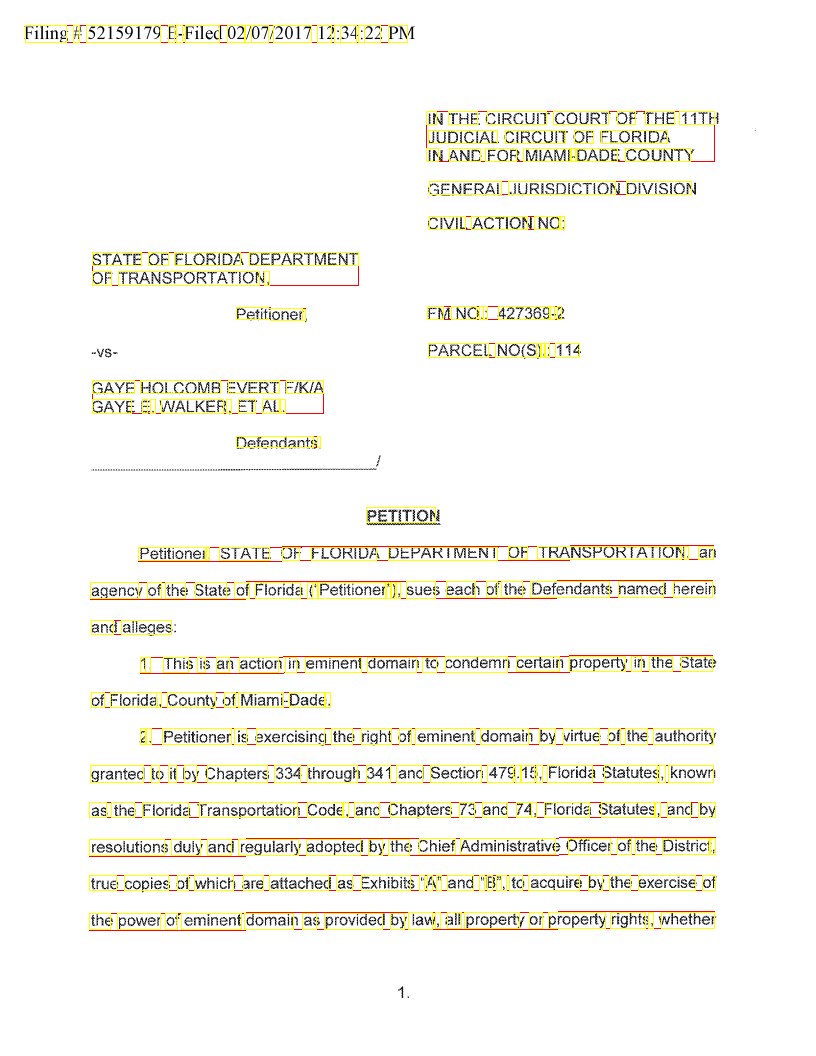 Filing # 52159179 E-Filed 02/07/2017 12:34:22 PM
IN THE CIRCUIT COURT OF THE 11TH
JUDICIAL CIRCUIT OF FLORIDA
IN AND FOR MIAMI-DADE COUNTY
GENERAL JURISDICTION DIVISION
CIVIL ACTION NO:
STATE OF FLORIDA DEPARTMENT
OF TRANSPORTATION,
Petitioner,
FM NO.: 427369-2
-vs-
PARCEL NO(S).: 114
GAYE HOLCOMB EVERT F/K/A
GAYE E. WALKER, ET AL.
Defendants.
/
PETITION
Petitioner STATE OF FLORIDA DEPARTMENT OF TRANSPORTATION, an
agency of the State of Florida ("Petitioner"), sues each of the Defendants named herein
and alleges:
1. This is an action in eminent domain to condemn certain property in the State
of Florida, County of Miami-Dade.
2. Petitioner is exercising the right of eminent domain by virtue of the authority
granted to it by Chapters 334 through 341 and Section 479.15, Florida Statutes, known
as the Florida Transportation Code, and Chapters 73 and 74, Florida Statutes, and by
resolutions duly and regularly adopted by the Chief Administrative Officer of the District,
true copies of which are attached as Exhibits "A" and "B", to acquire by the exercise of
the power of eminent domain as provided by law, all property or property rights, whether
1.